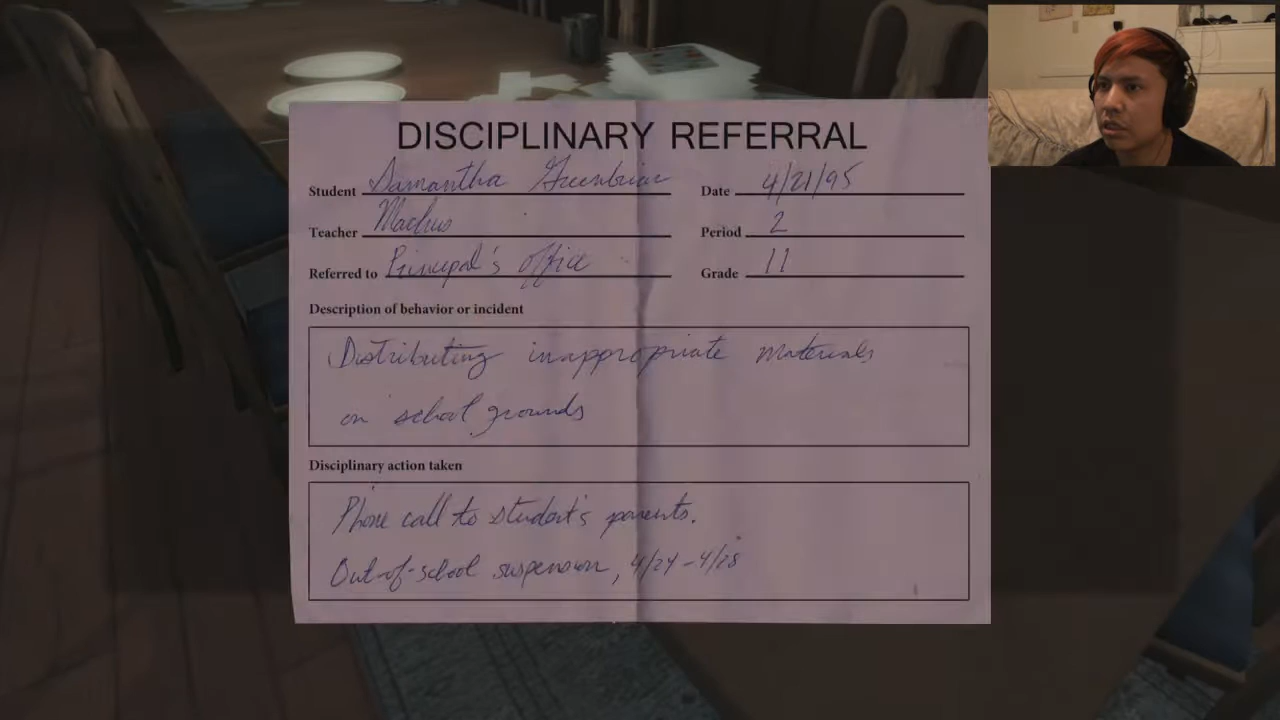 DISCIPLINARY REFERRAL
Student Samantha Greenbriar Date 4/21/95
Teacher Period 2
Referred to Principal's office Grade 11
Description of behavior or incident
Distributing inappropriate materials
on school grounds
Disciplinary action taken
Phone call to student's parents.
Out-of-school suspension, 4/24-4/28